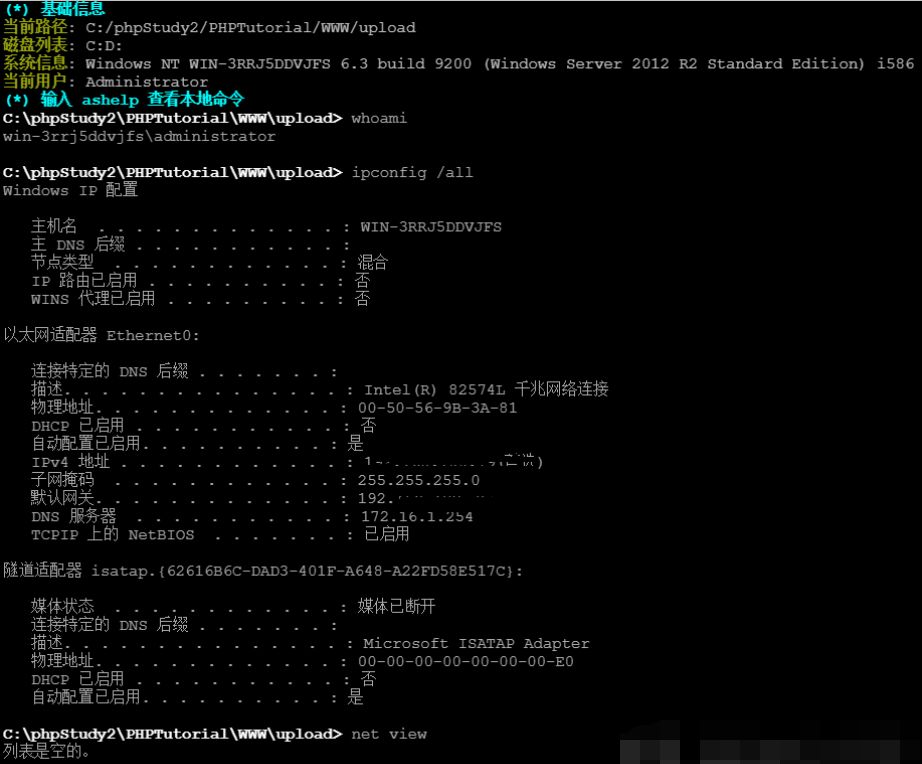 (*) 基础信息
当前路径: C:/phpStudy2/PHPTutorial/WWW/upload
磁盘列表: C:D:
系统信息: Windows NT WIN-3RRJ5DDVJFS 6.3 build 9200 (Windows Server 2012 R2 Standard Edition) i586
当前用户: Administrator
(*) 输入 ashelp 查看本地命令
C:\phpStudy2\PHPTutorial\WWW\upload> whoami
win-3rrj5ddvjfs\administrator
C:\phpStudy2\PHPTutorial\WWW\upload> ipconfig /all
Windows IP 配置
主机名 . . . . . . . . . . . . . : WIN-3RRJ5DDVJFS
主 DNS 后缀 . . . . . . . . . . . :
节点类型 . . . . . . . . . . . . : 混合
IP 路由已启用 . . . . . . . . . . : 否
WINS 代理已启用 . . . . . . . . . : 否
以太网适配器 Ethernet0:
连接特定的 DNS 后缀 . . . . . . . :
描述. . . . . . . . . . . . . . . : Intel(R) 82574L 千兆网络连接
物理地址. . . . . . . . . . . . . : 00-50-56-9B-3A-81
DHCP 已启用 . . . . . . . . . . . : 否
自动配置已启用. . . . . . . . . . : 是
IPv4 地址 . . . . . . . . . . . . :
子网掩码 . . . . . . . . . . . . : 255.255.255.0
默认网关. . . . . . . . . . . . . : 192.
DNS 服务器 . . . . . . . . . . . : 172.16.1.254
TCPIP 上的 NetBIOS . . . . . . . : 已启用
隧道适配器 isatap.{62616B6C-DAD3-401F-A648-A22FD58E517C}:
媒体状态 . . . . . . . . . . . . : 媒体已断开
连接特定的 DNS 后缀 . . . . . . . :
描述. . . . . . . . . . . . . . . : Microsoft ISATAP Adapter
物理地址. . . . . . . . . . . . . : 00-00-00-00-00-00-00-E0
DHCP 已启用 . . . . . . . . . . . : 否
自动配置已启用. . . . . . . . . . : 是
C:\phpStudy2\PHPTutorial\WWW\upload> net view
列表是空的。